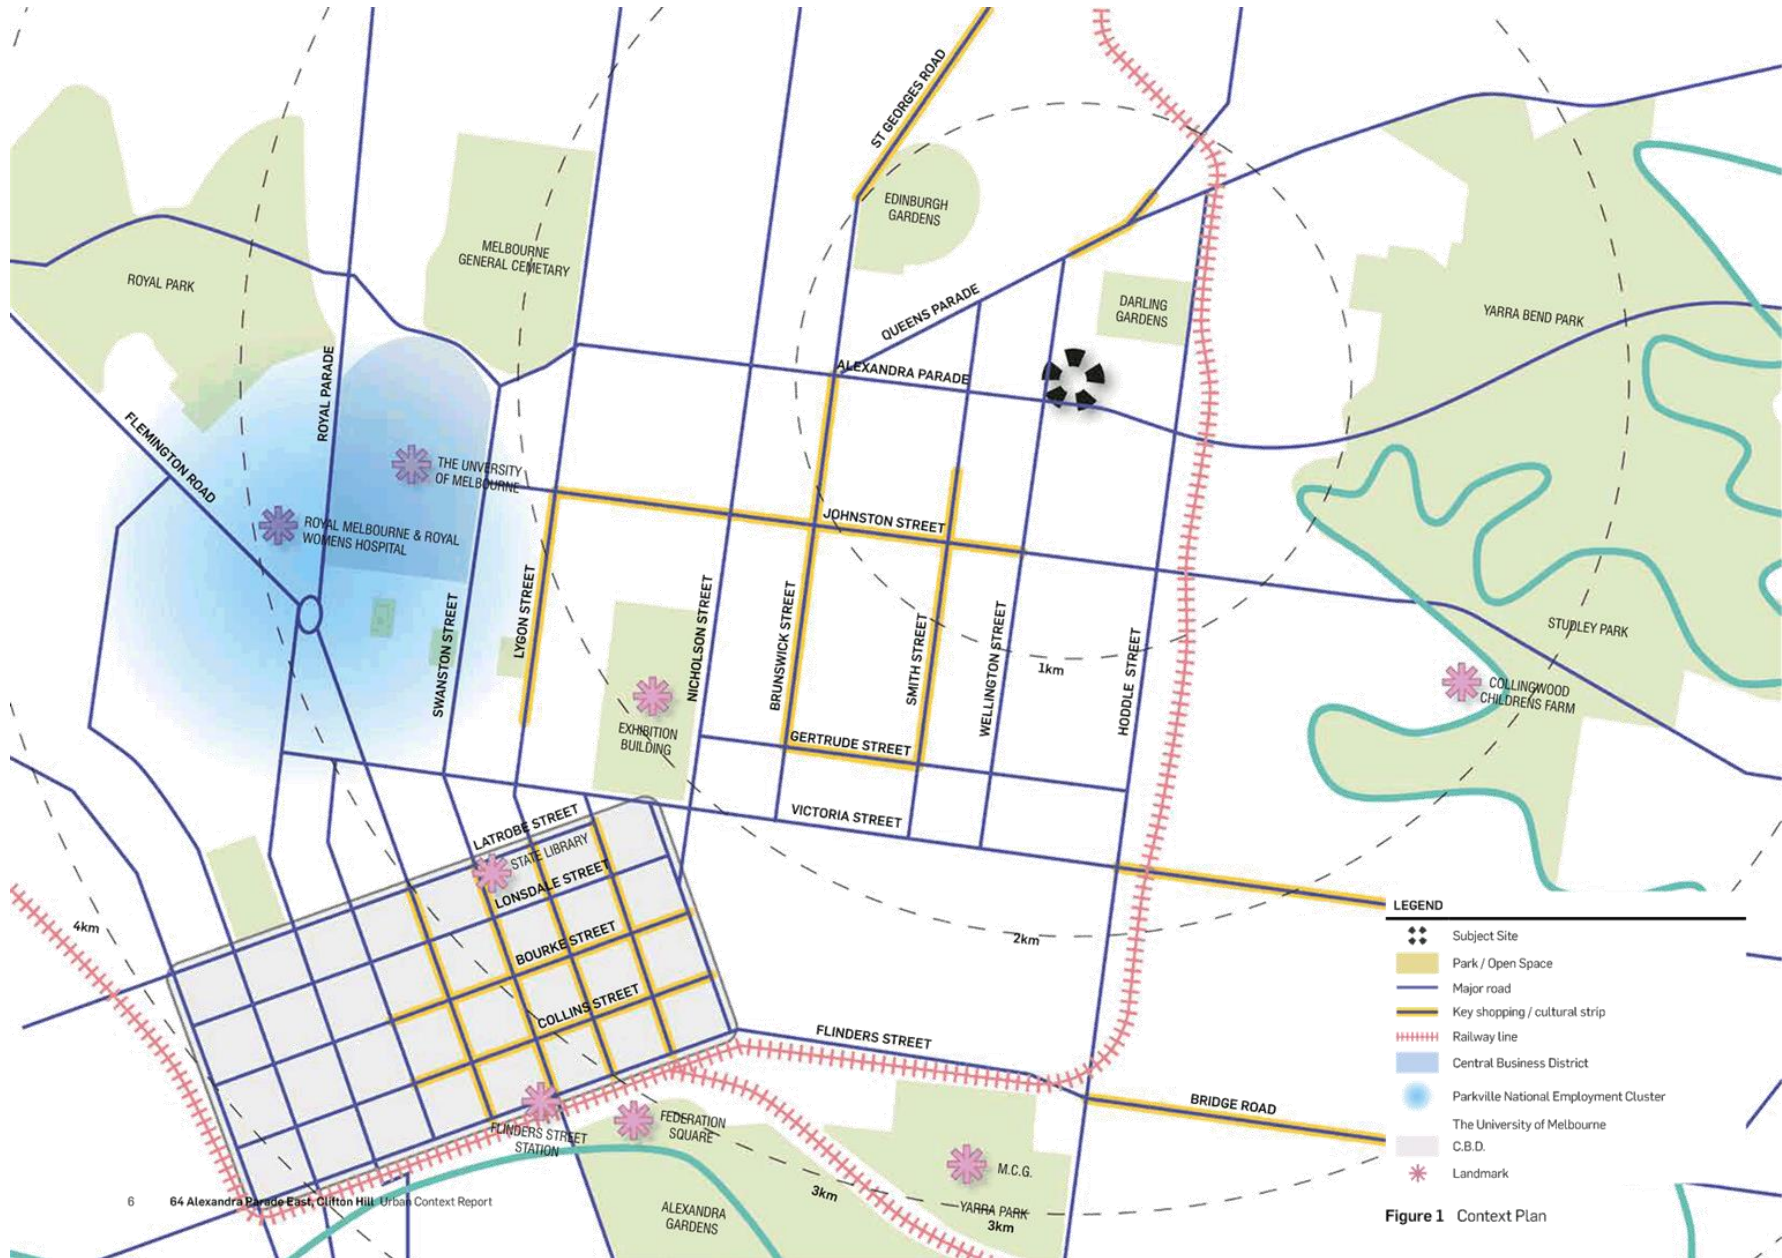 ST GEORGES ROAD
EDINBURGH
GARDENS
MELBOURNE
GENERAL CEMETARY
ROYAL PARK
DARLING
GARDENS
YARRA BEND PARK
QUEENS PARADE
ALEXANDRA PARADE
ROYAL PARADE
FLEMINGTON ROAD
THE UNVERSITY
OF MELBOURNE
ROYAL MELBOURNE & ROYAL
WOMENS HOSPITAL
JOHNSTON STREET
LYGON STREET
SWANSTON STREET
NICHOLSON STREET
BRUNSWICK STREET
SMITH STREET
WELLINGTON STREET
HODDLE STREET
1km
STUDLEY PARK
COLLINGWOOD
CHILDRENS FARM
EXHIBITION
BUILDING
GERTRUDE STREET
VICTORIA STREET
LATROBE STREET
STATE LIBRARY
LONSDALE STREET
BOURKE STREET
COLLINS STREET
4km
2km
FLINDERS STREET
BRIDGE ROAD
FLINDERS STREET
STATION
FEDERATION
SQUARE
M.C.G.
YARRA PARK
3km
3km
ALEXANDRA
GARDENS
LEGEND
Subject Site
Park / Open Space
Major road
Key shopping / cultural strip
Railway line
Central Business District
Parkville National Employment Cluster
The University of Melbourne
C.B.D.
Landmark
Figure 1 Context Plan
6 64 Alexandra Parade East, Clifton Hill Urban Context Report